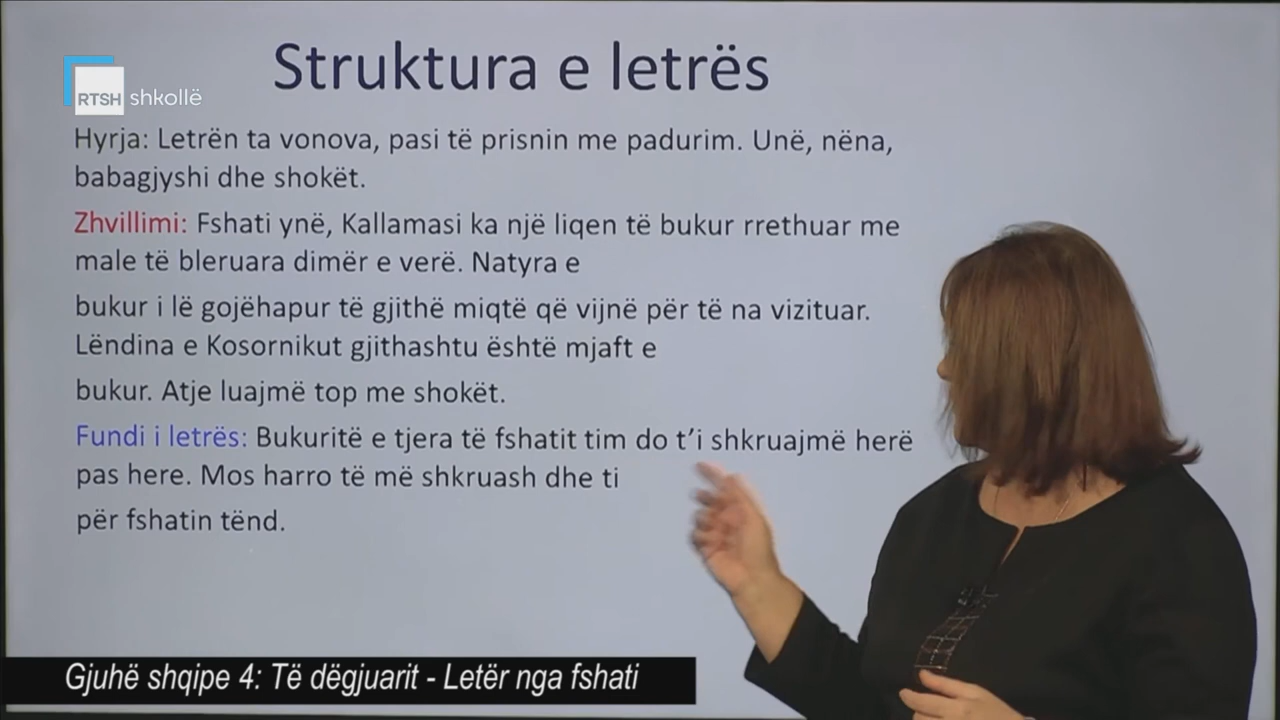 Struktura e letrës
RTSH shkollë
Hyrja: Letrën ta vonova, pasi të prisnin me padurim. Unë, nëna,
babagjyshi dhe shokët.
Zhvillimi: Fshati ynë, Kallamasi ka një liqen të bukur rrethuar me
male të bleruara dimër e verë. Natyra e
bukur i lë gojëhapur të gjithë miqtë që vijnë për të na vizituar.
Lëndina e Kosornikut gjithashtu është mjaft e
bukur. Atje luajmë top me shokët.
Fundi i letrës: Bukuritë e tjera të fshatit tim do t’i shkruajmë herë
pas here. Mos harro të më shkruash dhe ti
për fshatin tënd.
Gjuhë shqipe 4: Të dëgjuarit - Letër nga fshati